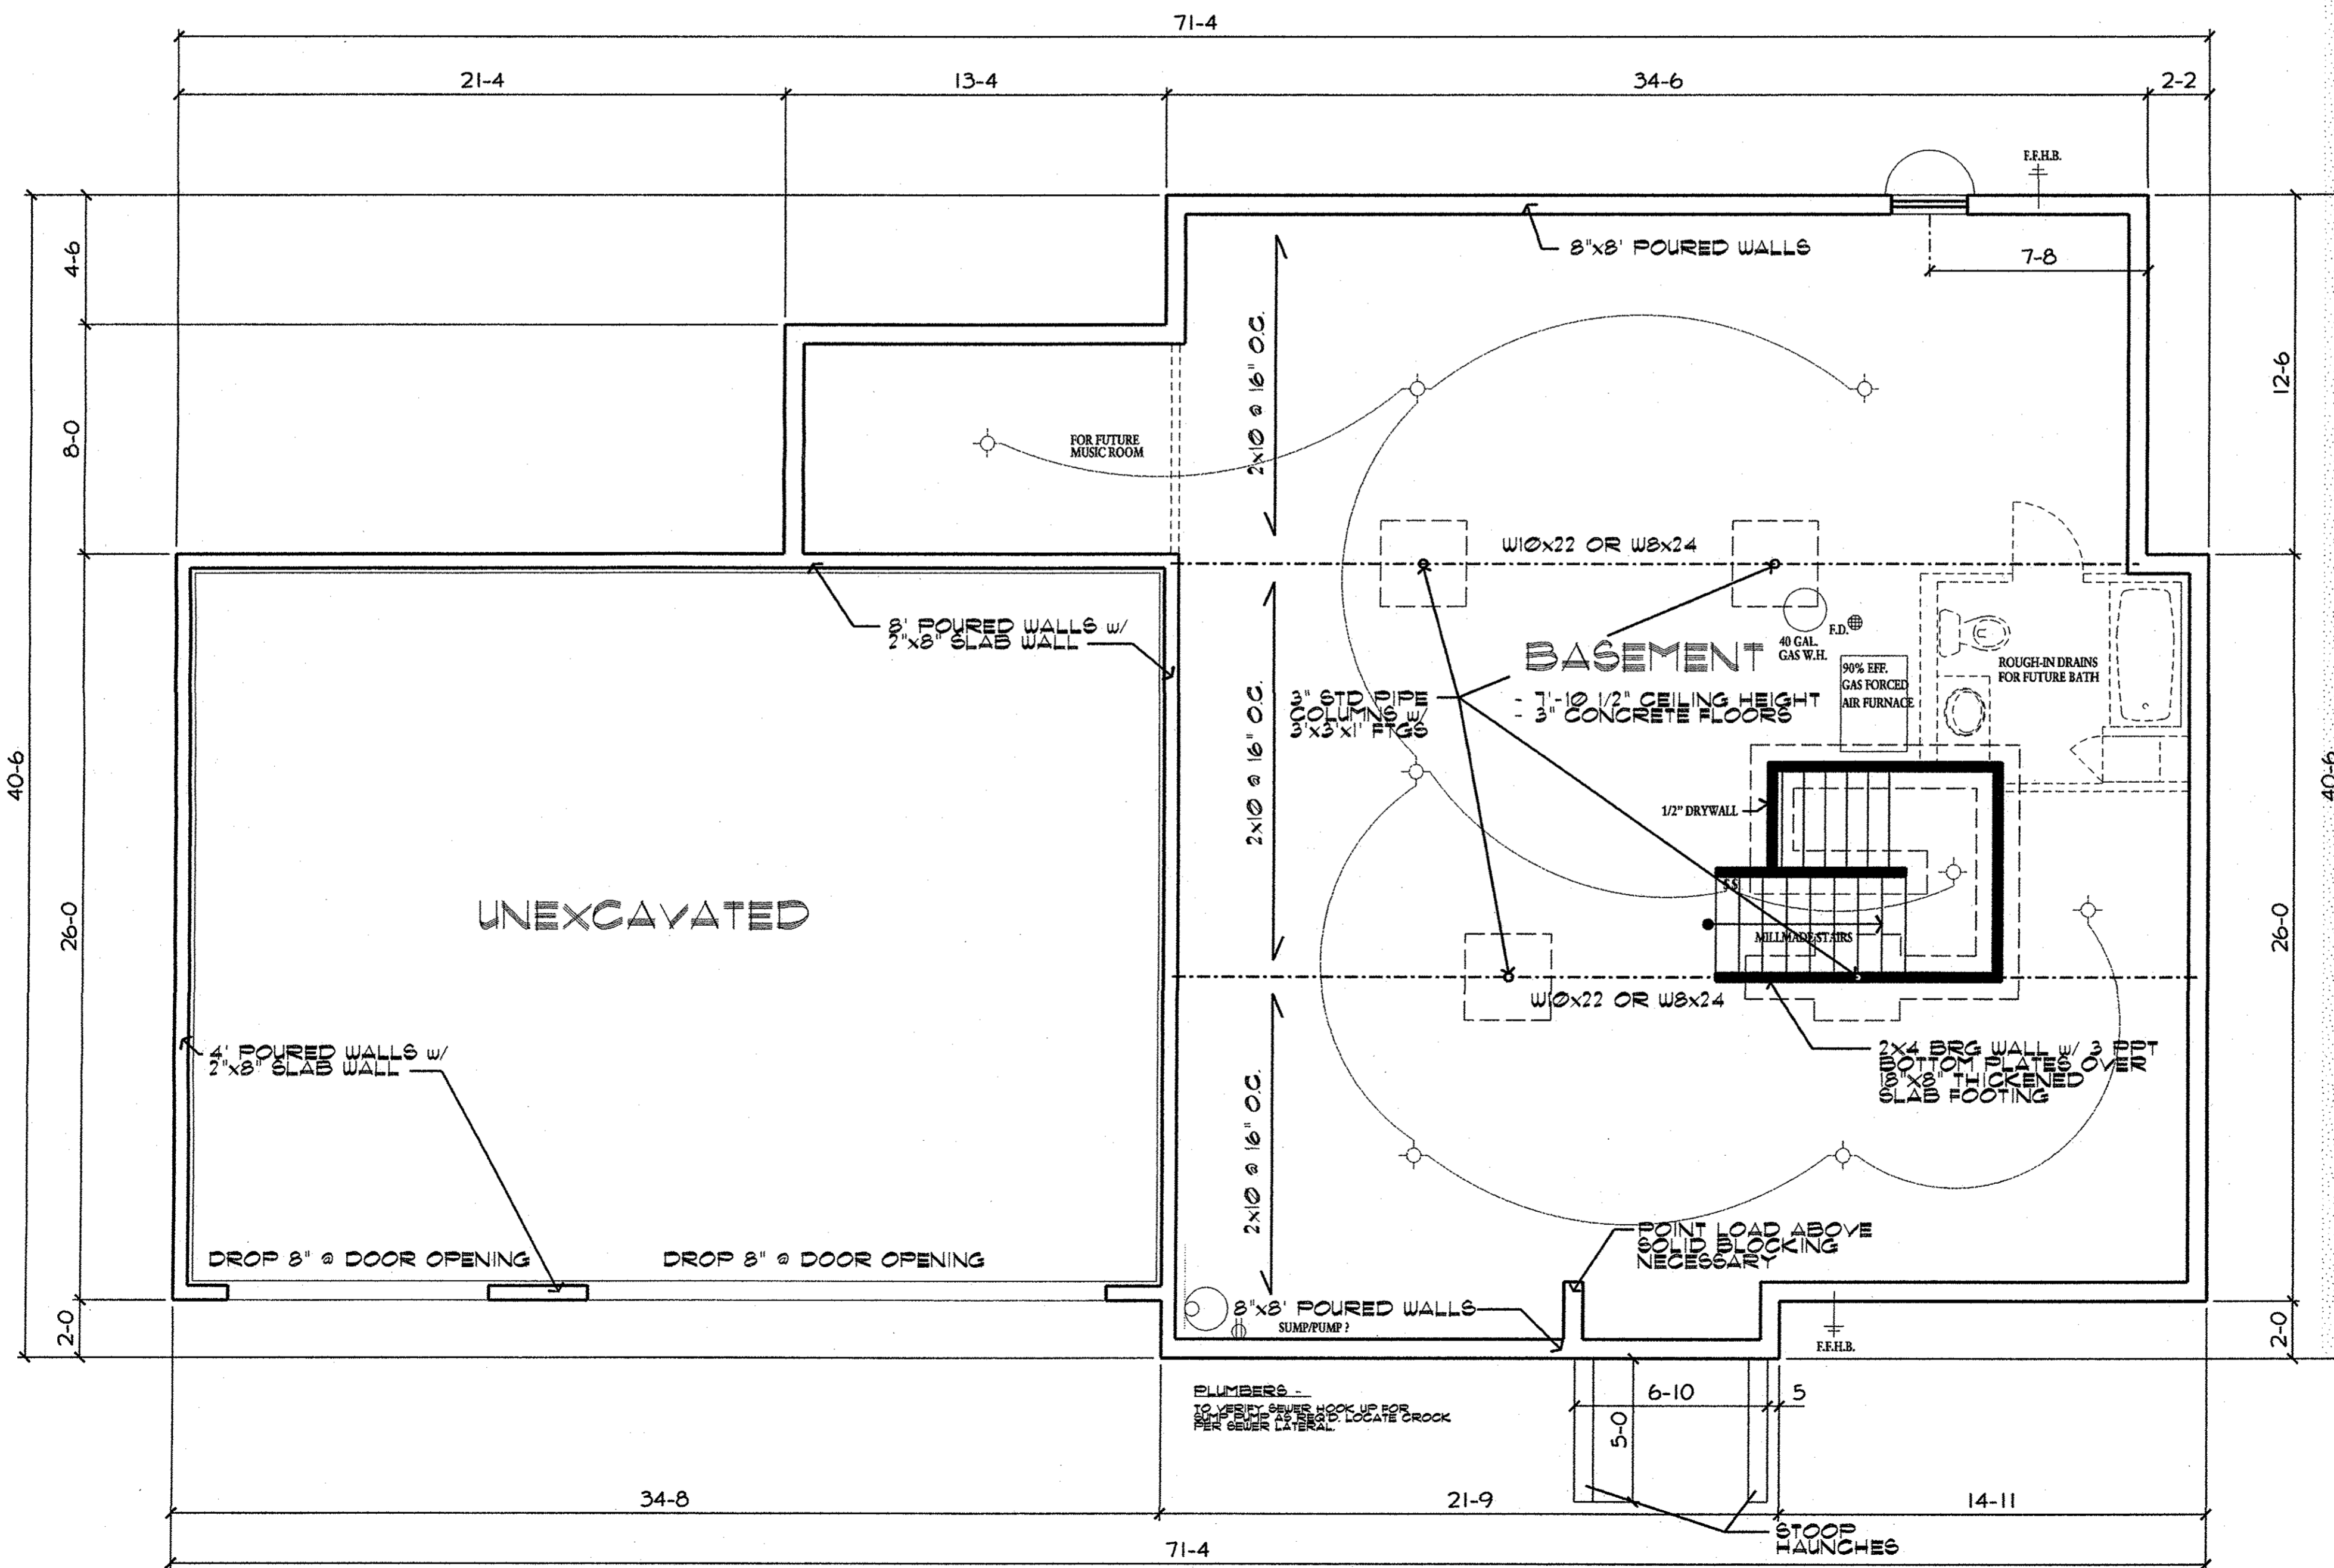 71-4
21-4
13-4
34-6
2-2
F.F.H.B.
8"x8' POURED WALLS
7-8
4-6
8-0
40-6
26-0
2-0
12-6
40-6
26-0
2-0
2x10 @ 16" O.C.
FOR FUTURE
MUSIC ROOM
W10x22 OR W8x24
8' POURED WALLS w/
2"x8" SLAB WALL
BASEMENT
- 7'-10 1/2" CEILING HEIGHT
- 3" CONCRETE FLOORS
40 GAL.
GAS W.H.
F.D.
90% EFF.
GAS FORCED
AIR FURNACE
ROUGH-IN DRAINS
FOR FUTURE BATH
3" STD PIPE
COLUMNS w/
3'x3'x1' FTGS
2x10 @ 16" O.C.
1/2" DRYWALL
$$
MILLMADE STAIRS
UNEXCAVATED
W10x22 OR W8x24
4' POURED WALLS w/
2"x8" SLAB WALL
2X4 BRG WALL w/ 3 PPT
BOTTOM PLATES OVER
18"X8" THICKENED
SLAB FOOTING
2x10 @ 16" O.C.
DROP 8" @ DOOR OPENING
DROP 8" @ DOOR OPENING
POINT LOAD ABOVE
SOLID BLOCKING
NECESSARY
8"x8' POURED WALLS
SUMP/PUMP ?
F.F.H.B.
PLUMBERS -
TO VERIFY SEWER HOOK UP FOR
SUMP PUMP AS REQ'D. LOCATE CROCK
PER SEWER LATERAL.
6-10
5
5-0
34-8
21-9
14-11
STOOP
HAUNCHES
71-4